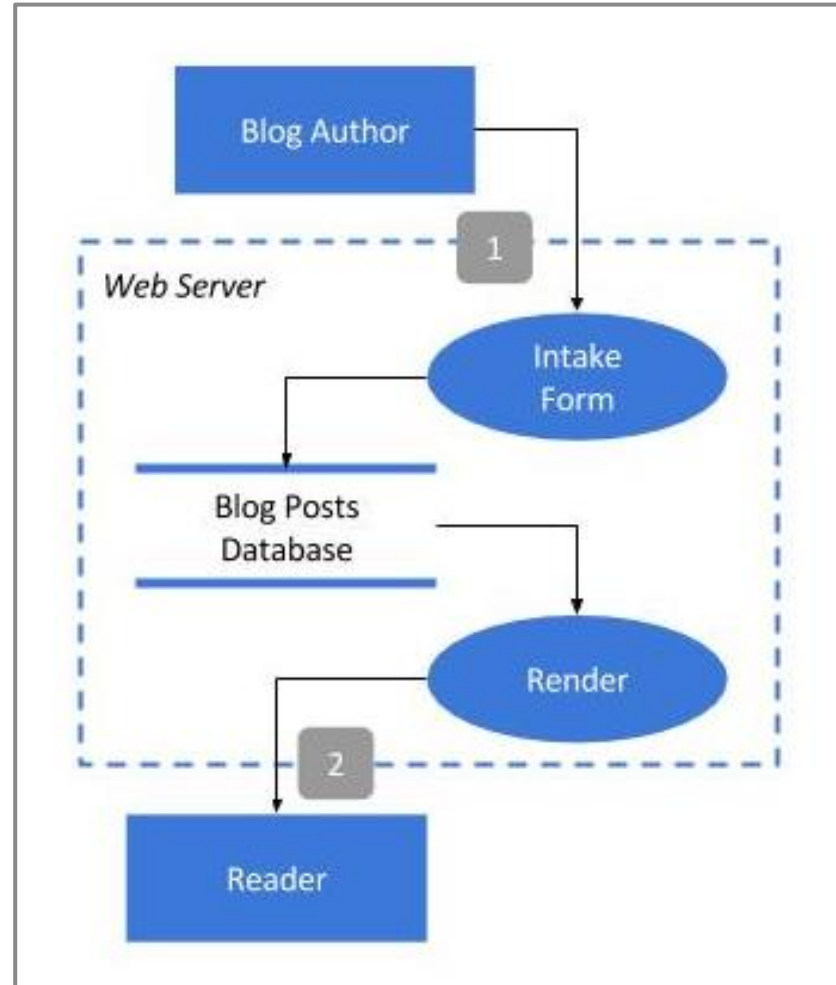 Blog Author
1
Web Server
Intake
Form
Blog Posts
Database
Render
2
Reader